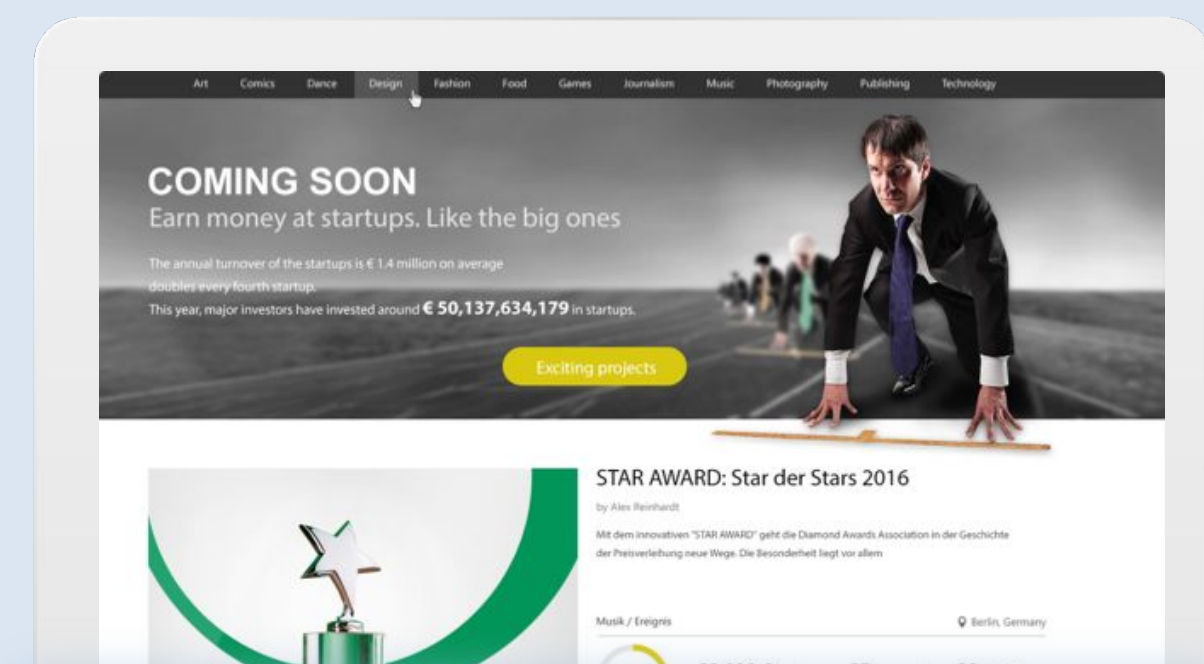 Art Comics Dance Design Fashion Food Games Journalism Music Photography Publishing Technology
COMING SOON
Earn money at startups. Like the big ones
The annual turnover of the startups is € 1.4 million on average
doubles every fourth startup.
This year, major investors have invested around € 50,137,634,179 in startups.
Exciting projects
STAR AWARD: Star der Stars 2016
by Alex Reinhardt
Mit dem innovativen "STAR AWARD" geht die Diamond Awards Association in der Geschichte
der Preisverleihung neue Wege. Die Besonderheit liegt vor allem
Musik / Ereignis Berlin, Germany